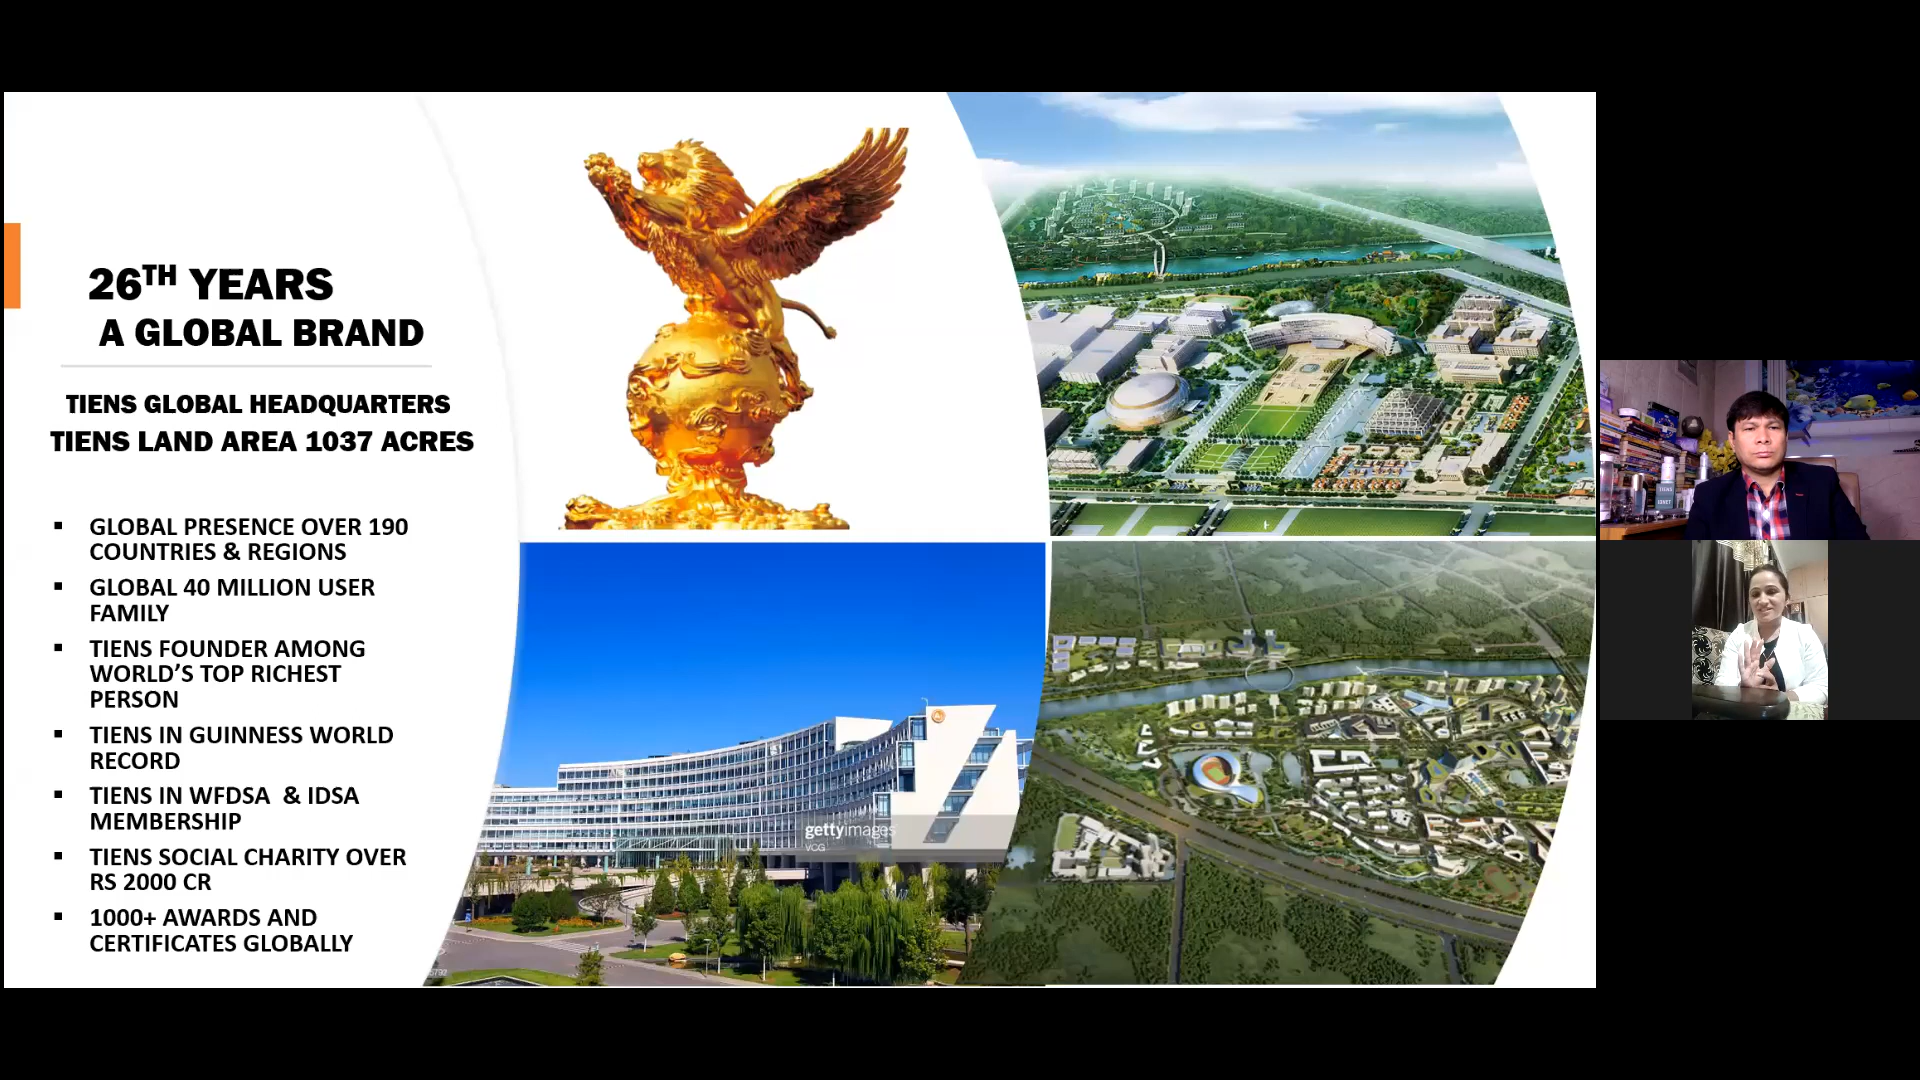 26TH YEARS
A GLOBAL BRAND
TIENS GLOBAL HEADQUARTERS
TIENS LAND AREA 1037 ACRES
▪ GLOBAL PRESENCE OVER 190
COUNTRIES & REGIONS
▪ GLOBAL 40 MILLION USER
FAMILY
▪ TIENS FOUNDER AMONG
WORLD’S TOP RICHEST
PERSON
▪ TIENS IN GUINNESS WORLD
RECORD
▪ TIENS IN WFDSA & IDSA
MEMBERSHIP
▪ TIENS SOCIAL CHARITY OVER
RS 2000 CR
▪ 1000+ AWARDS AND
CERTIFICATES GLOBALLY
gettyimages
VCG
TIENS